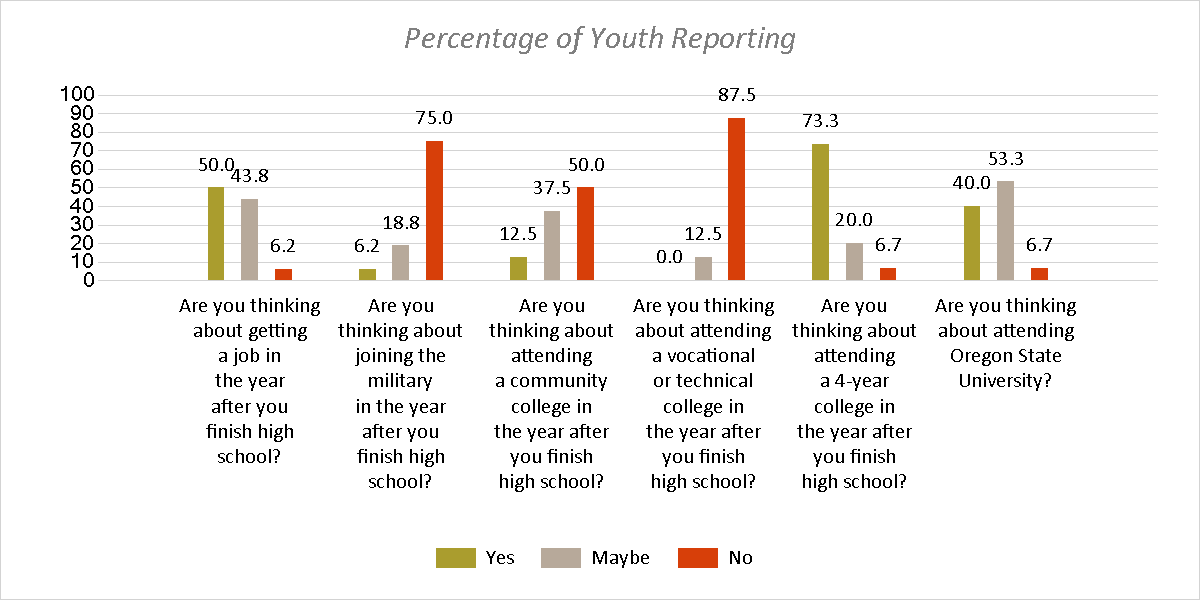 Percentage of Youth Reporting
100
90
80
70
60
50
40
30
20
10
0
50.0
43.8
6.2
6.2
18.8
75.0
12.5
37.5
50.0
0.0
12.5
87.5
73.3
20.0
6.7
40.0
53.3
6.7
Are you thinking
about getting
a job in
the year
after you
finish high
school?
Are you
thinking about
joining the
military
in the year
after you
finish high
school?
Are you
thinking about
attending
a community
college in
the year after
you finish
high school?
Are you thinking
about attending
a vocational
or technical
college in
the year after
you finish
high school?
Are you
thinking about
attending
a 4-year
college in
the year after
you finish
high school?
Are you thinking
about attending
Oregon State
University?
Yes
Maybe
No